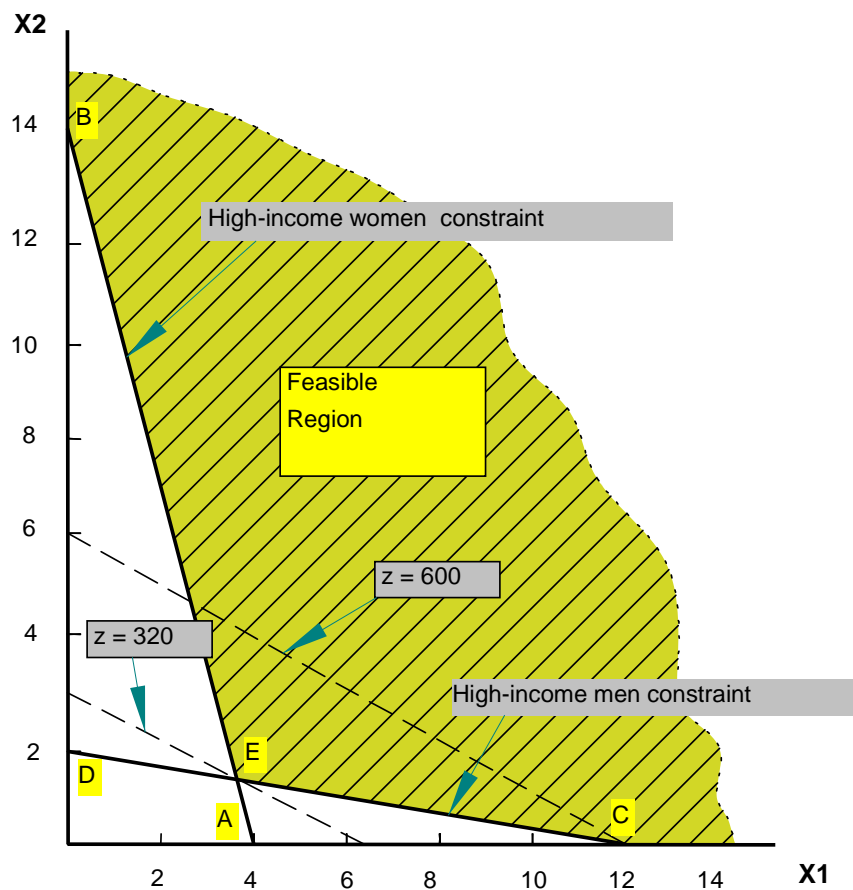 X2
14
B
High-income women constraint
12
10
Feasible
Region
8
6
z = 600
4
z = 320
High-income men constraint
2
E
D
A
C
2
4
6
8
10
12
14
X1